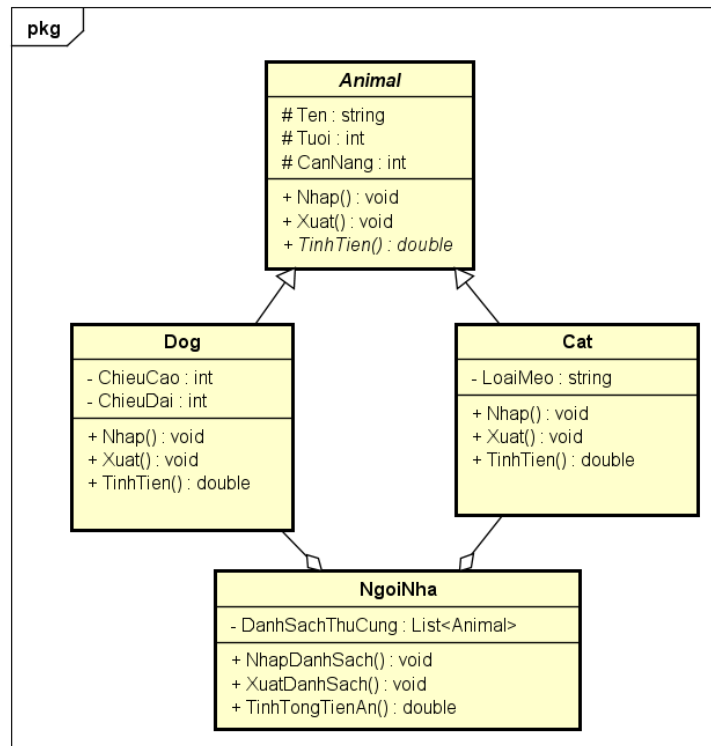 pkg
Animal
# Ten : string
# Tuoi : int
# CanNang : int
+ Nhap() : void
+ Xuat() : void
+ TinhTien() : double
Dog
- ChieuCao : int
- ChieuDai : int
+ Nhap() : void
+ Xuat() : void
+ TinhTien() : double
Cat
- LoaiMeo : string
+ Nhap() : void
+ Xuat() : void
+ TinhTien() : double
NgoiNha
- DanhSachThuCung : List<Animal>
+ NhapDanhSach() : void
+ XuatDanhSach() : void
+ TinhTongTienAn() : double